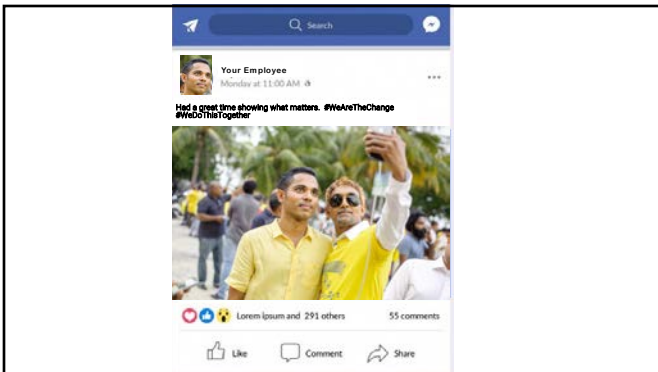 Search
Your Employee
Monday at 11:00 AM
Had a great time showing what matters. #WeAreTheChange
#WeDoThisTogether
Lorem ipsum and 291 others 55 comments
Like Comment Share